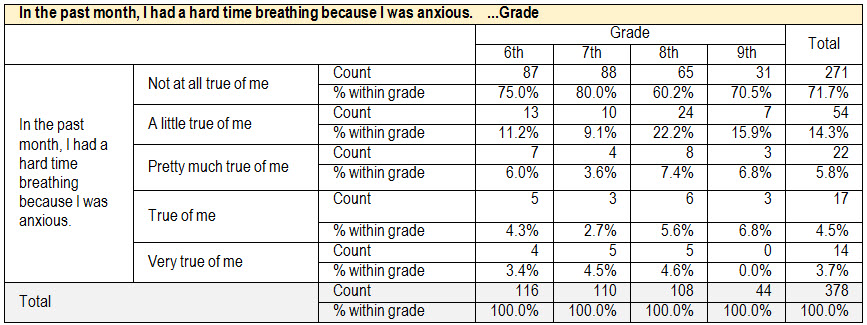 In the past month, I had a hard time breathing because I was anxious. ...Grade
Grade Total
6th 7th 8th 9th
In the past
month, I had a
hard time
breathing
because I was
anxious.
Not at all true of me Count 87 88 65 31 271
% within grade 75.0% 80.0% 60.2% 70.5% 71.7%
A little true of me Count 13 10 24 7 54
% within grade 11.2% 9.1% 22.2% 15.9% 14.3%
Pretty much true of me Count 7 4 8 3 22
% within grade 6.0% 3.6% 7.4% 6.8% 5.8%
True of me Count 5 3 6 3 17
% within grade 4.3% 2.7% 5.6% 6.8% 4.5%
Very true of me Count 4 5 5 0 14
% within grade 3.4% 4.5% 4.6% 0.0% 3.7%
Total Count 116 110 108 44 378
% within grade 100.0% 100.0% 100.0% 100.0% 100.0%